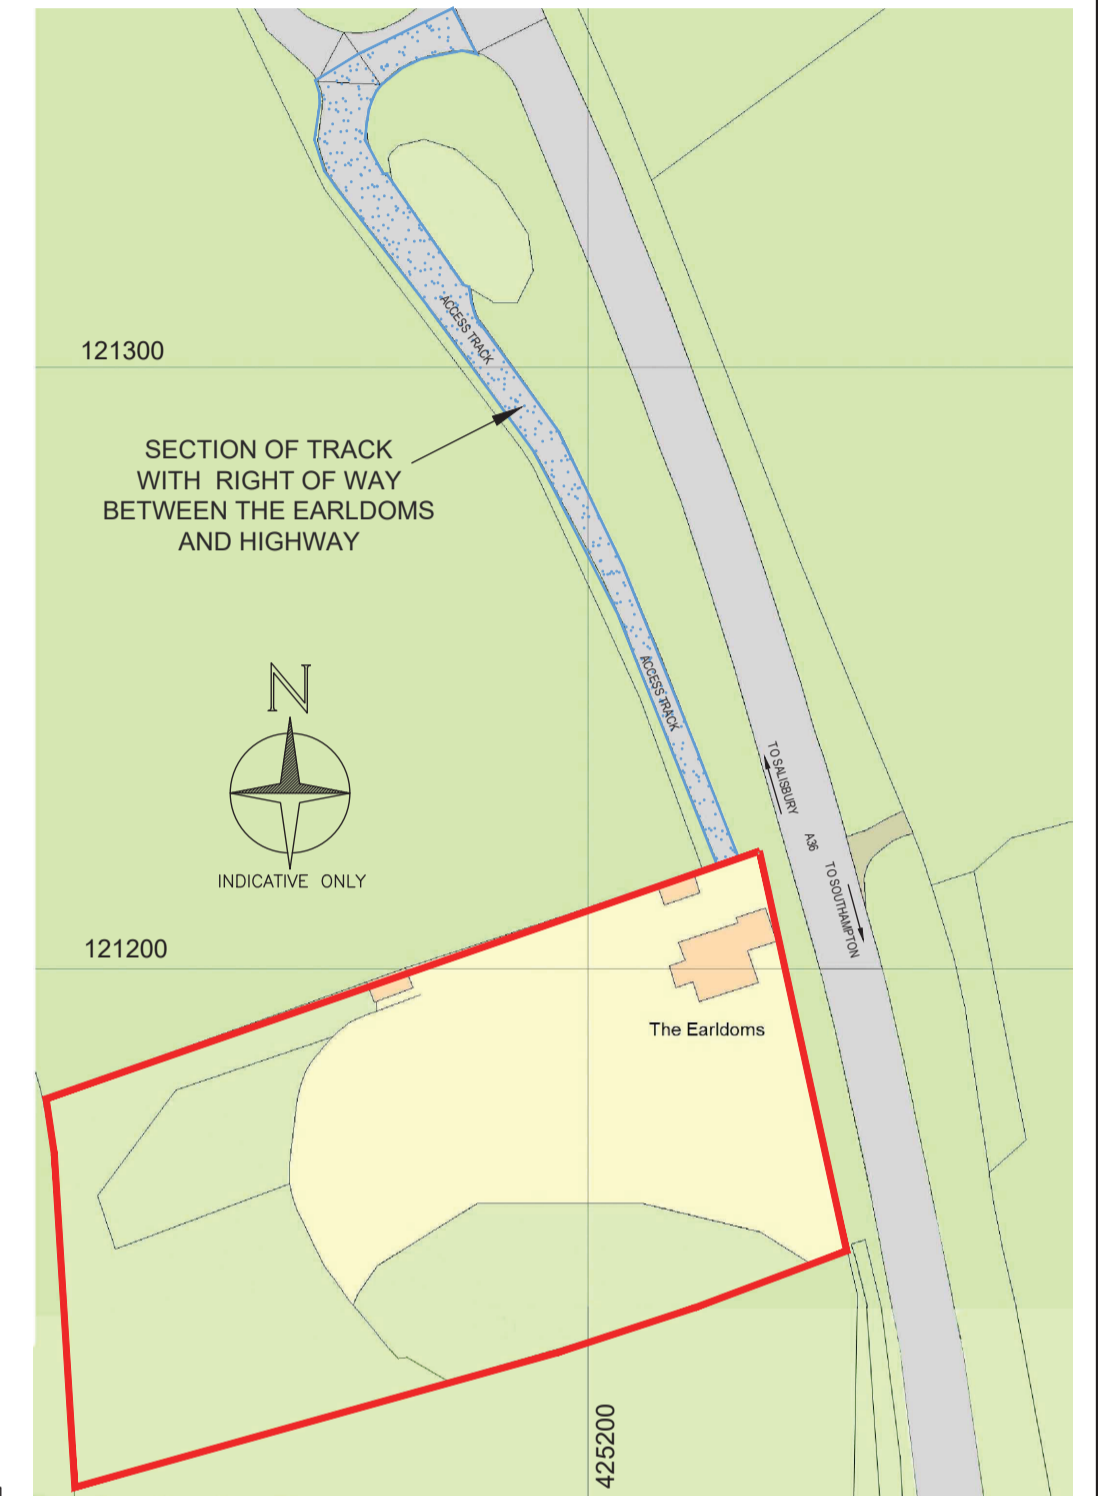 ACCESS TRACK
121300
SECTION OF TRACK
WITH RIGHT OF WAY
BETWEEN THE EARLDOMS
AND HIGHWAY
N
INDICATIVE ONLY
ACCESS TRACK
TO SALISBURY
A36
TO SOUTHAMPTON
121200
The Earldoms
425200